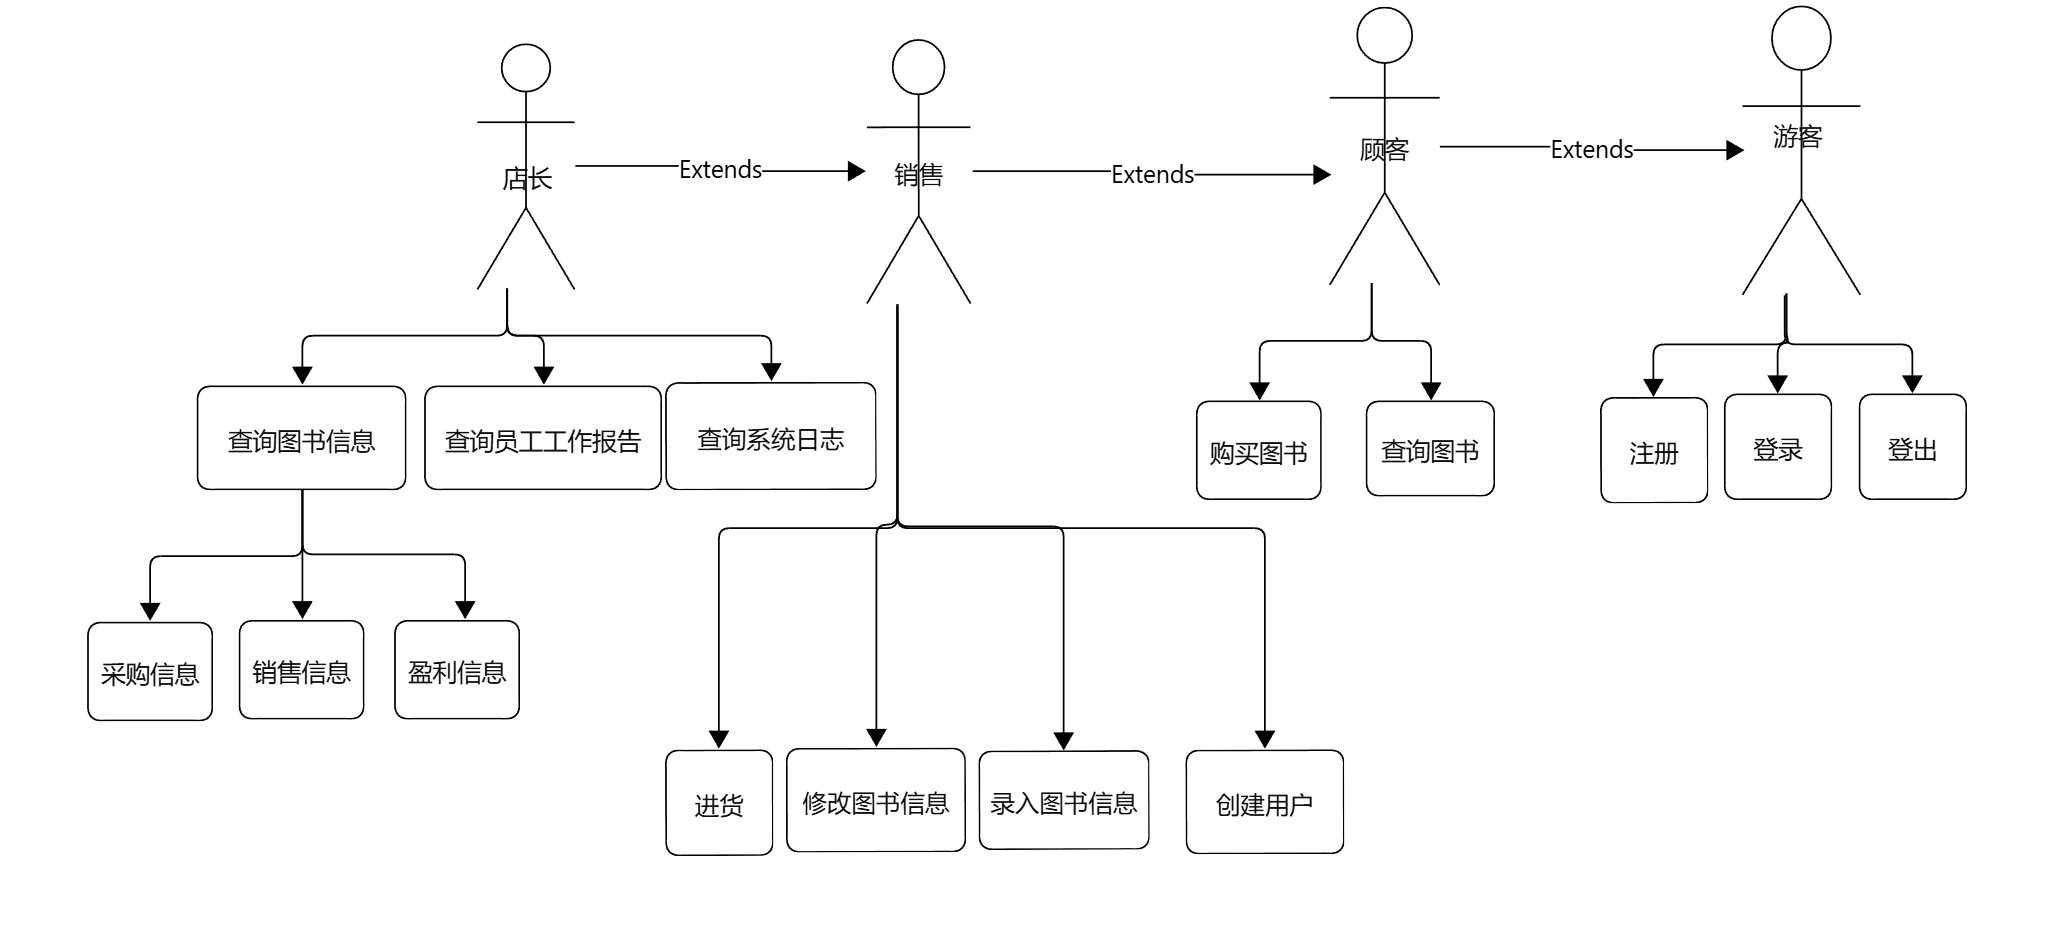 店长
Extends
销售
Extends
顾客
Extends
游客
查询图书信息
查询员工工作报告
查询系统日志
购买图书
查询图书
注册
登录
登出
采购信息
销售信息
盈利信息
进货
修改图书信息
录入图书信息
创建用户